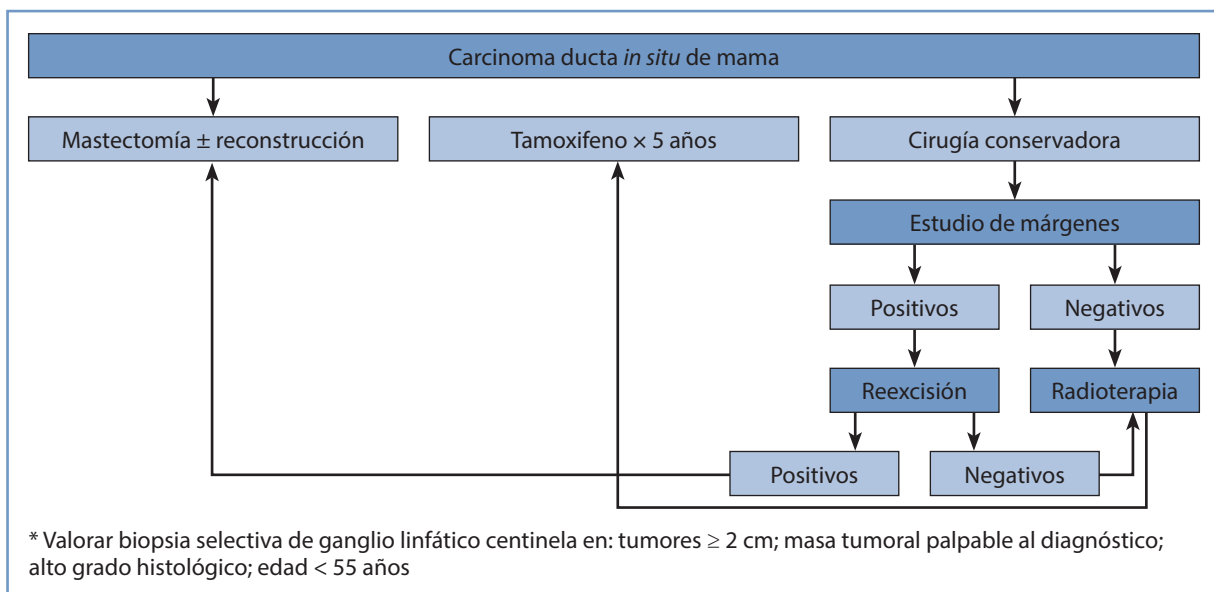 Carcinoma ducta in situ de mama
Mastectomía ± reconstrucción
Tamoxifeno × 5 años
Cirugía conservadora
Estudio de márgenes
Positivos
Negativos
Reexcisión
Radioterapia
Positivos
Negativos
* Valorar biopsia selectiva de ganglio linfático centinela en: tumores ≥ 2 cm; masa tumoral palpable al diagnóstico;
alto grado histológico; edad < 55 años